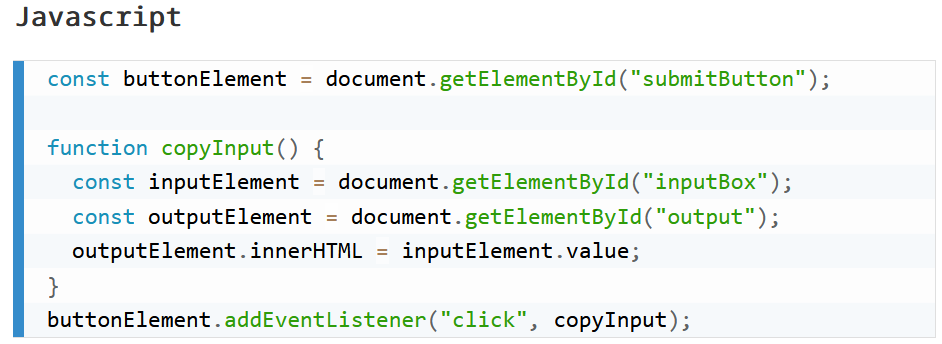 Javascript
const buttonElement = document.getElementById("submitButton");
function copyInput() {
  const inputElement = document.getElementById("inputBox");
  const outputElement = document.getElementById("output");
  outputElement.innerHTML = inputElement.value;
}
buttonElement.addEventListener("click", copyInput);